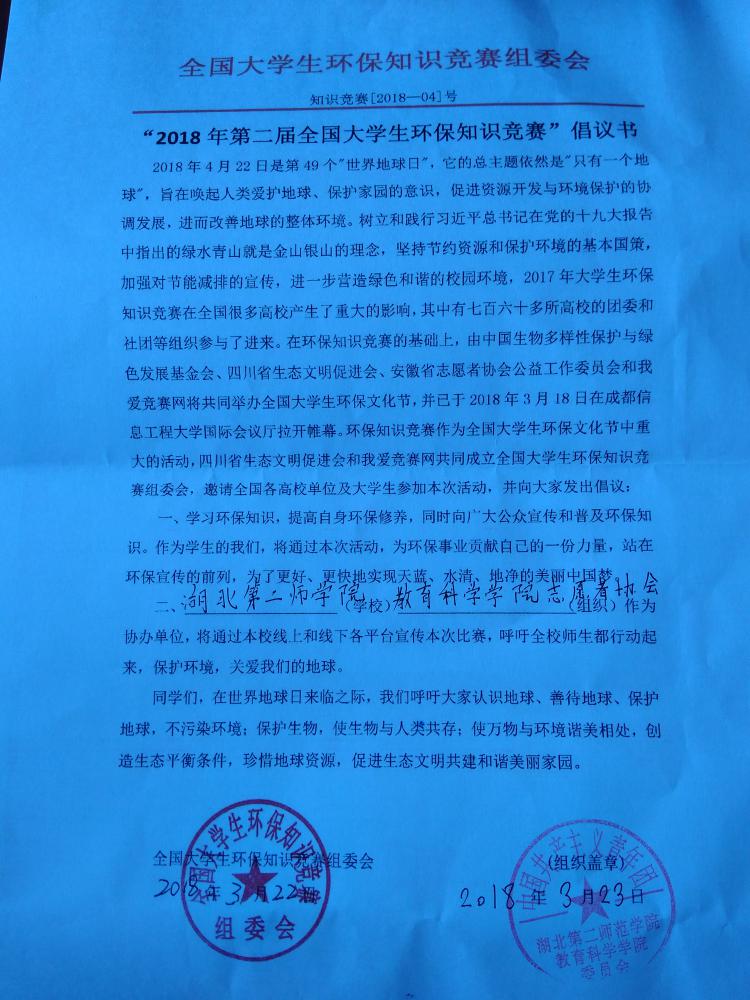 全国大学生环保知识竞赛组委会
知识竞赛[2018—04]号
“2018 年第二届全国大学生环保知识竞赛”倡议书
2018 年 4 月 22 日是第 49 个"世界地球日"，它的总主题依然是"只有一个地
球"，旨在唤起人类爱护地球、保护家园的意识，促进资源开发与环境保护的协
调发展，进而改善地球的整体环境。树立和践行习近平总书记在党的十九大报告
中指出的绿水青山就是金山银山的理念，坚持节约资源和保护环境的基本国策，
加强对节能减排的宣传，进一步营造绿色和谐的校园环境，2017 年大学生环保
知识竞赛在全国很多高校产生了重大的影响，其中有七百六十多所高校的团委和
社团等组织参与了进来。在环保知识竞赛的基础上，由中国生物多样性保护与绿
色发展基金会、四川省生态文明促进会、安徽省志愿者协会公益工作委员会和我
爱竞赛网将共同举办全国大学生环保文化节，并已于 2018 年 3 月 18 日在成都信
息工程大学国际会议厅拉开帷幕。环保知识竞赛作为全国大学生环保文化节中重
大的活动，四川省生态文明促进会和我爱竞赛网共同成立全国大学生环保知识竞
赛组委会，邀请全国各高校单位及大学生参加本次活动，并向大家发出倡议：
一、学习环保知识，提高自身环保修养，同时向广大公众宣传和普及环保知
识。作为学生的我们，将通过本次活动，为环保事业贡献自己的一份力量，站在
环保宣传的前列，为了更好、更快地实现天蓝、水清、地净的美丽中国梦。
二、湖北第二师学院（学校）教育科学学院志愿者协会（组织）作为
协办单位，将通过本校线上和线下各平台宣传本次比赛，呼吁全校师生都行动起
来，保护环境，关爱我们的地球。
同学们，在世界地球日来临之际，我们呼吁大家认识地球、善待地球、保护
地球，不污染环境；保护生物，使生物与人类共存；使万物与环境谐美相处，创
造生态平衡条件，珍惜地球资源，促进生态文明共建和谐美丽家园。
全国大学生环保知识竞赛组委会
2018 年 3 月 22 日
全国大学生环保知识竞赛
组委会
（组织盖章）
2018 年 3 月 23 日
中国共产主义青年团
湖北第二师范学院
教育科学学院
委员会